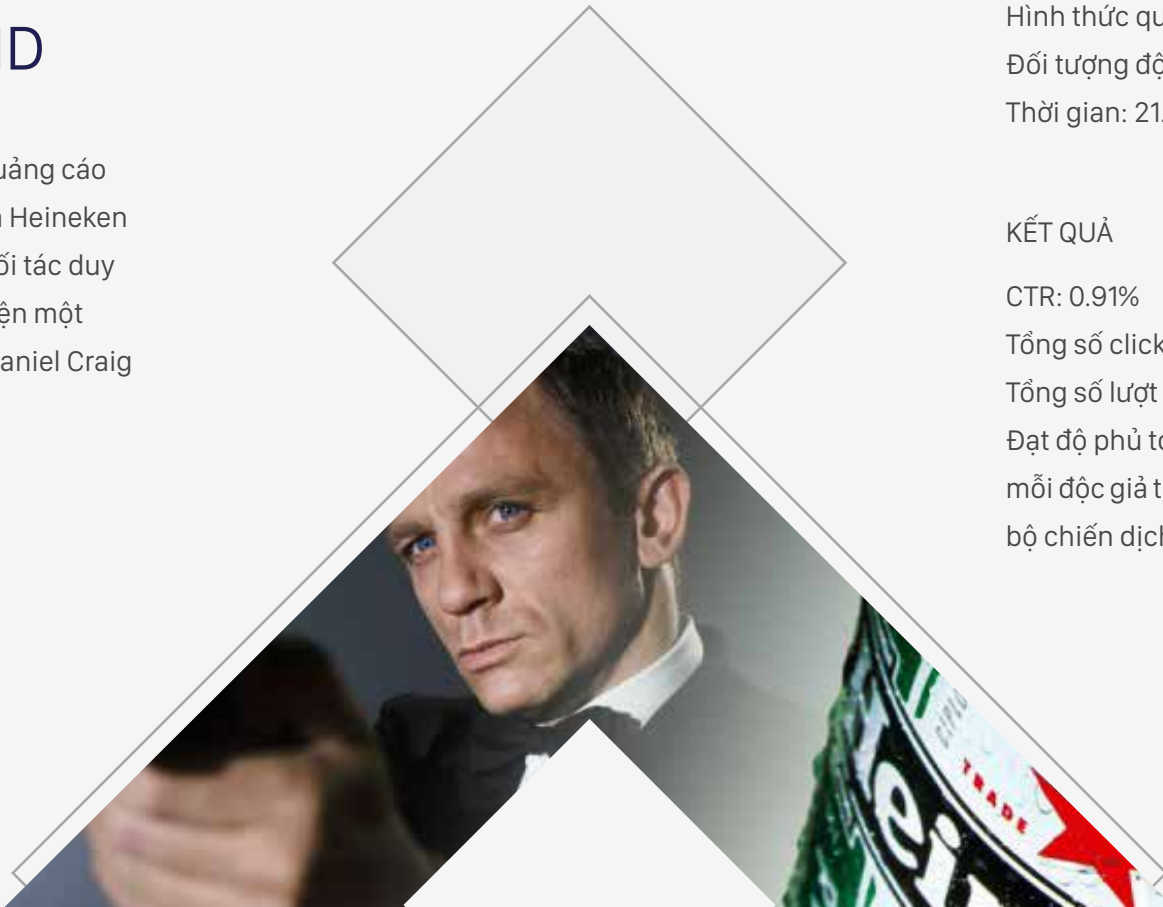 ID
uảng cáo
Heineken
ối tác duy
ện một
aniel Craig
Hình thức qu
Đối tượng độ
Thời gian: 21
KẾT QUẢ
CTR: 0.91%
Tổng số click
Tổng số lượt
Đạt độ phủ to
mỗi độc giả t
bộ chiến dịch
TRADE